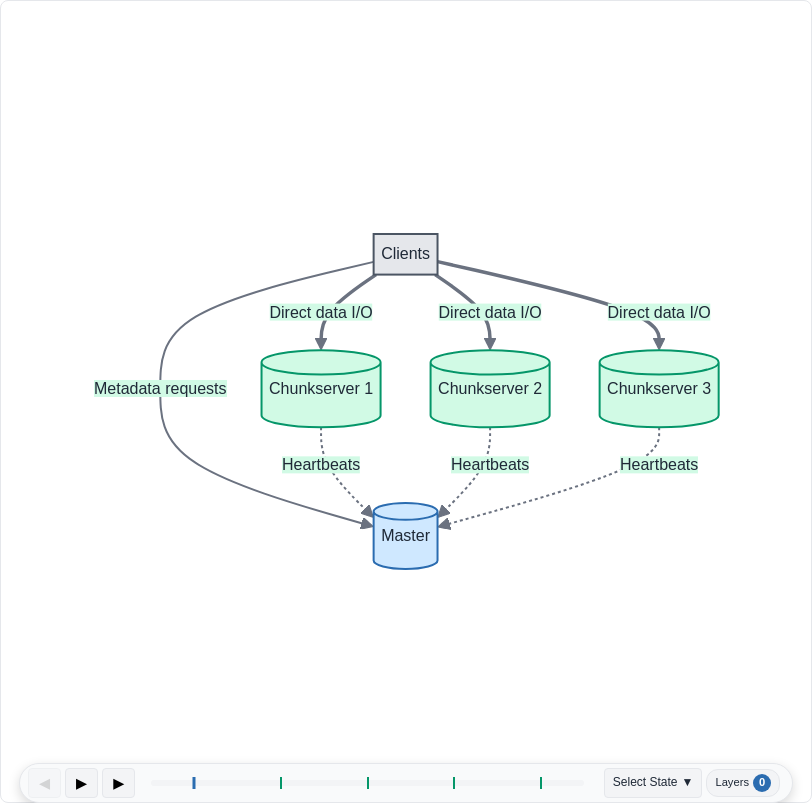 Clients
Direct data I/O
Direct data I/O
Direct data I/O
Metadata requests
Chunkserver 1
Chunkserver 2
Chunkserver 3
Heartbeats
Heartbeats
Heartbeats
Master
Select State ▼
Layers 0